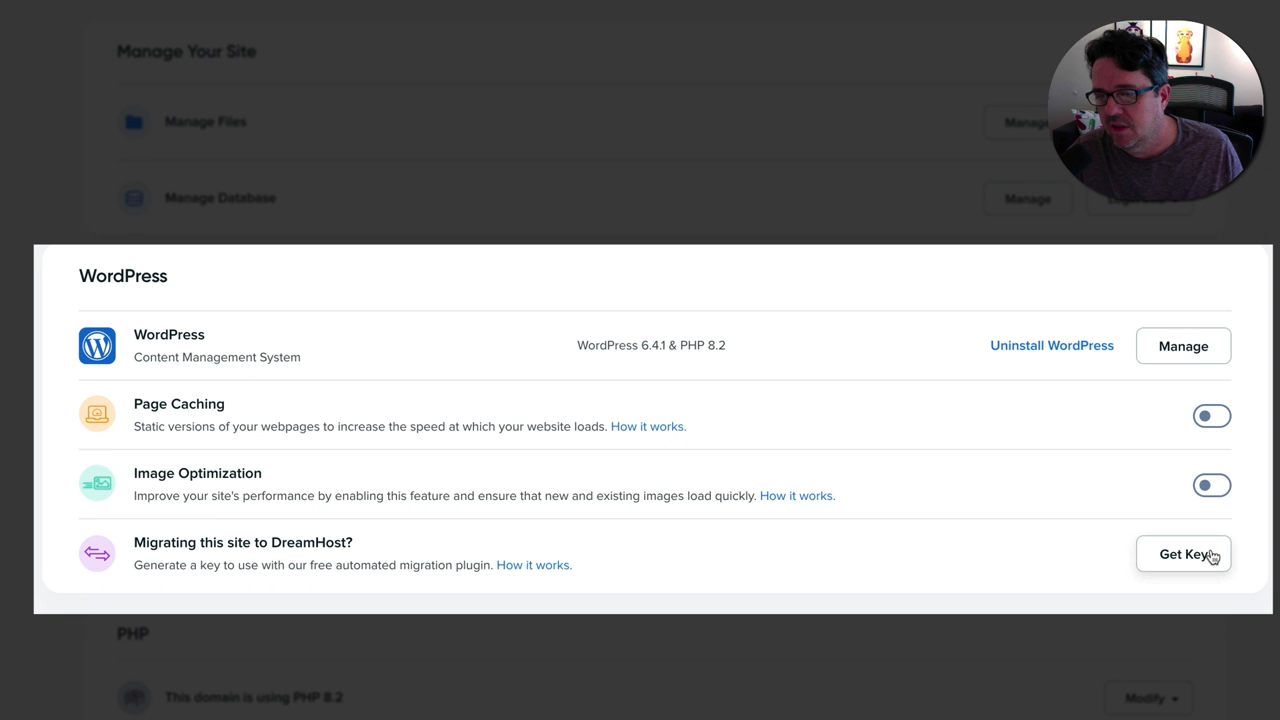 Manage Your Site
Manage Files
Manage
Manage Database
Manage
WordPress
WordPress
Content Management System
WordPress 6.4.1 & PHP 8.2
Uninstall WordPress
Manage
Page Caching
Static versions of your webpages to increase the speed at which your website loads. How it works.
Image Optimization
Improve your site's performance by enabling this feature and ensure that new and existing images load quickly. How it works.
Migrating this site to DreamHost?
Generate a key to use with our free automated migration plugin. How it works.
Get Key
PHP
This domain is using PHP 8.2
Modify